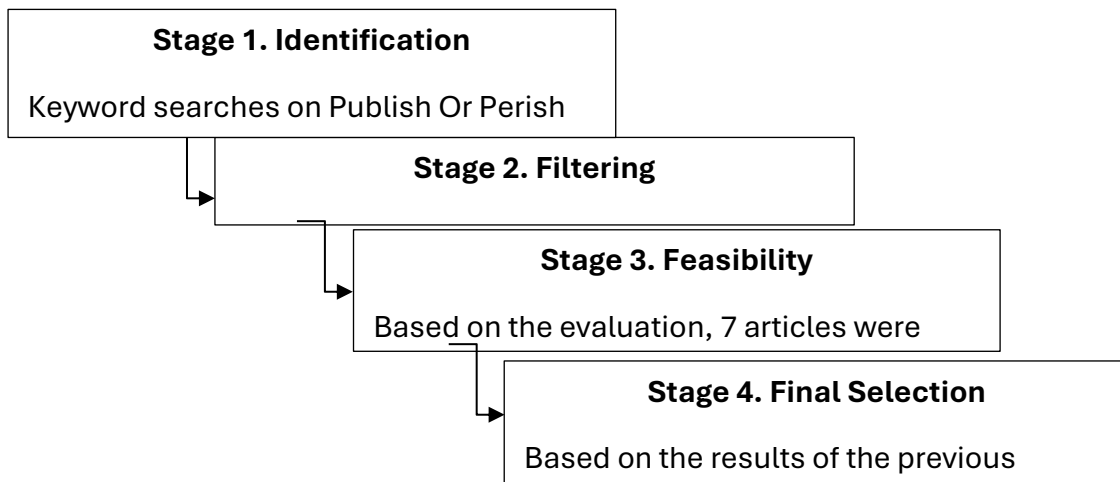 Stage 1. Identification
Keyword searches on Publish Or Perish
Stage 2. Filtering
Stage 3. Feasibility
Based on the evaluation, 7 articles were
Stage 4. Final Selection
Based on the results of the previous